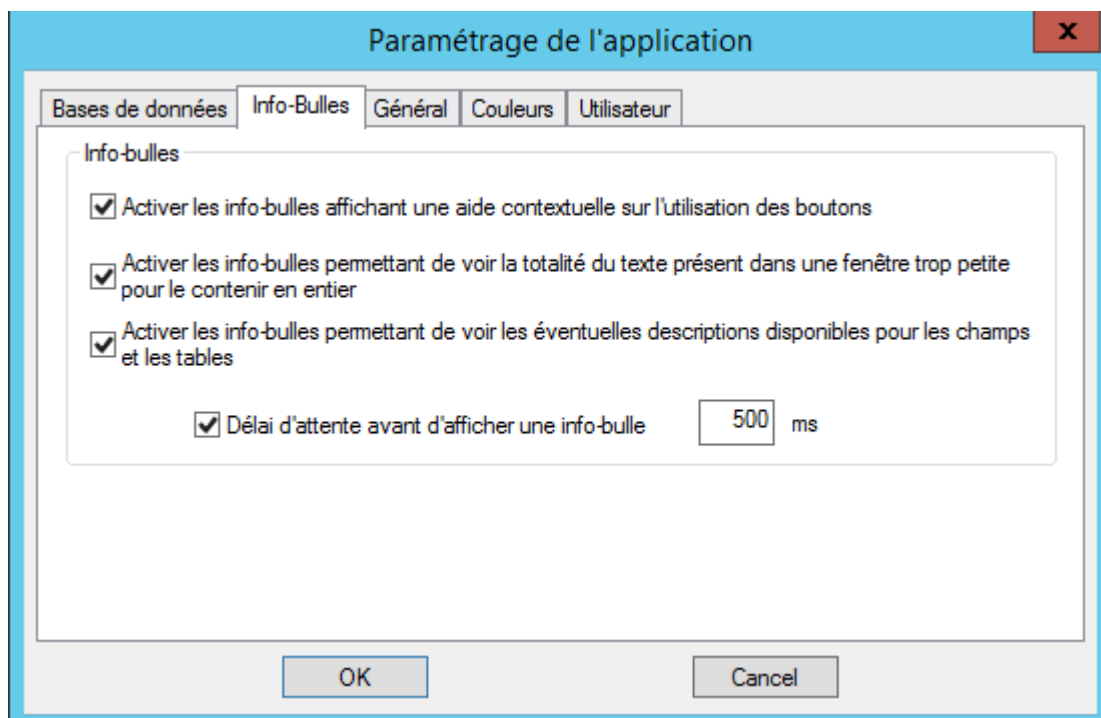 Paramétrage de l'application
x
Bases de données Info-Bulles Général Couleurs Utilisateur
Info-bulles
Activer les info-bulles affichant une aide contextuelle sur l'utilisation des boutons
Activer les info-bulles permettant de voir la totalité du texte présent dans une fenêtre trop petite
pour le contenir en entier
Activer les info-bulles permettant de voir les éventuelles descriptions disponibles pour les champs
et les tables
Délai d'attente avant d'afficher une info-bulle 500 ms
OK Cancel